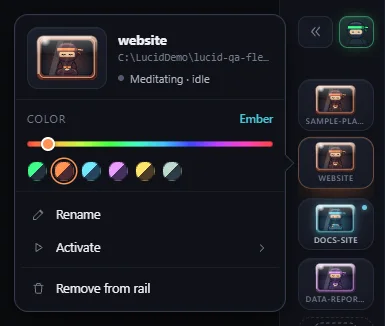 website
C:\LucidDemo\lucid-qa-fle…
Meditating · idle
COLOR
Ember
Rename
Activate
Remove from rail
SAMPLE-PLA…
WEBSITE
DOCS-SITE
DATA-REPOR…